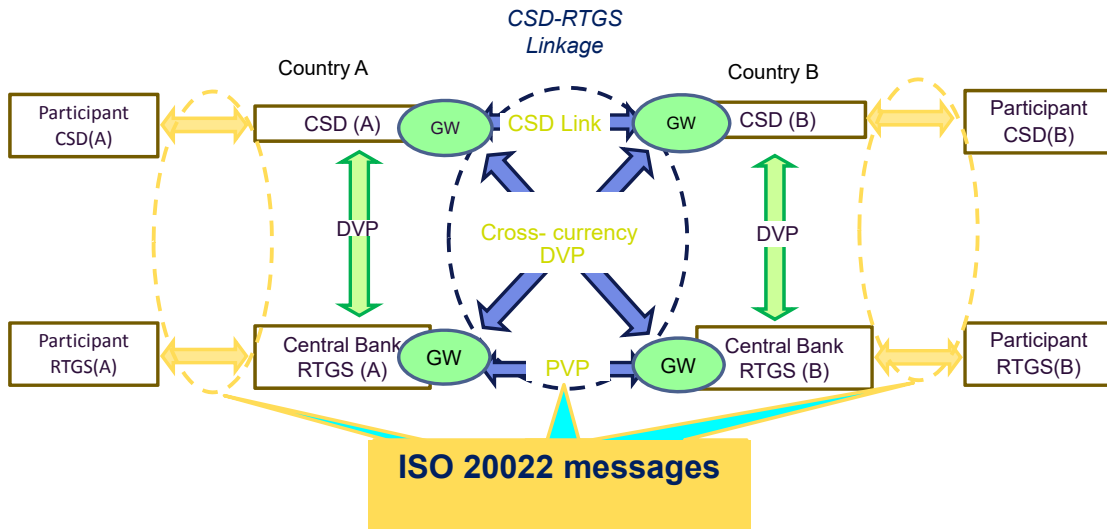 CSD-RTGS
Linkage
Country A
Country B
Participant
CSD(A)
CSD (A)
GW
CSD Link
GW
CSD (B)
Participant
CSD(B)
DVP
Cross- currency
DVP
DVP
Participant
RTGS(A)
Central Bank
RTGS (A)
GW
PVP
GW
Central Bank
RTGS (B)
Participant
RTGS(B)
ISO 20022 messages